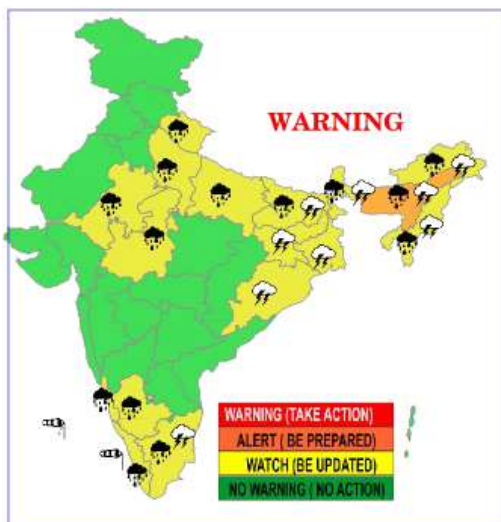 WARNING
WARNING (TAKE ACTION)
ALERT ( BE PREPARED)
WATCH (BE UPDATED)
NO WARNING ( NO ACTION)